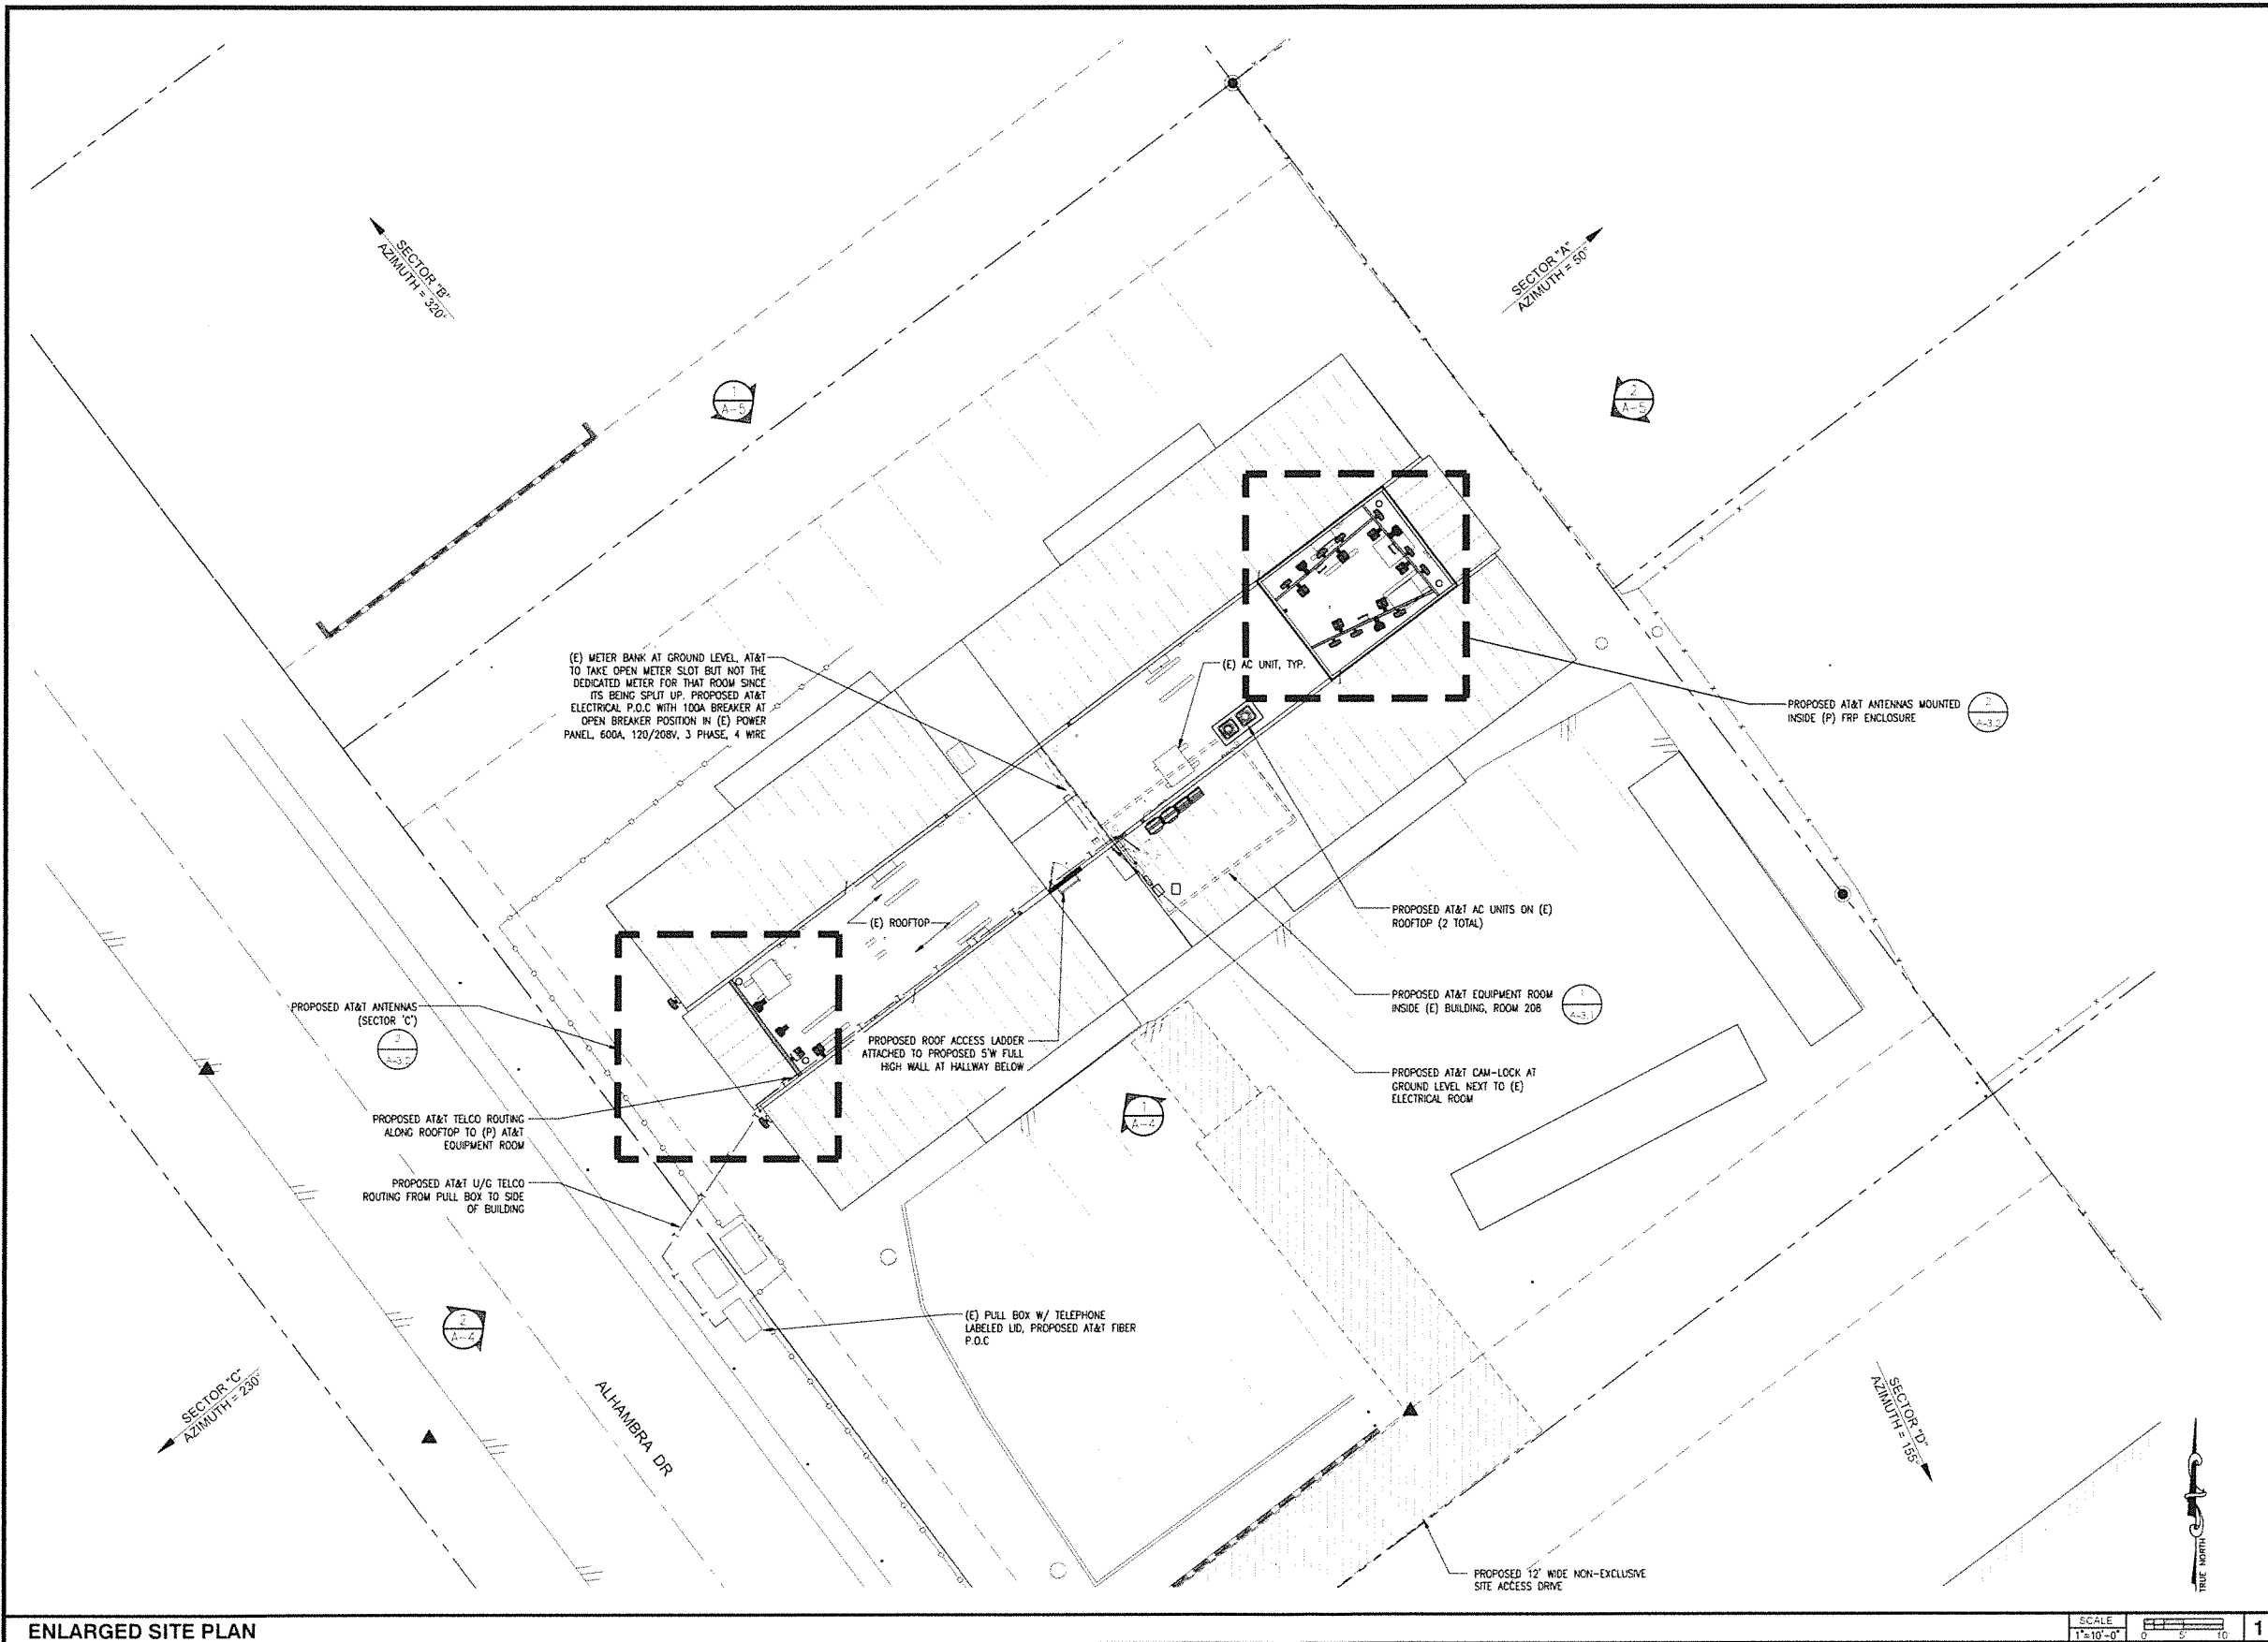 SECTOR "B"
AZIMUTH = 320°
SECTOR "A"
AZIMUTH = 50°
1
A-5
2
A-5
(E) METER BANK AT GROUND LEVEL, AT&T
TO TAKE OPEN METER SLOT BUT NOT THE
DEDICATED METER FOR THAT ROOM SINCE
ITS BEING SPLIT UP. PROPOSED AT&T
ELECTRICAL P.O.C WITH 100A BREAKER AT
OPEN BREAKER POSITION IN (E) POWER
PANEL, 600A, 120/208V, 3 PHASE, 4 WIRE
(E) AC UNIT, TYP.
PROPOSED AT&T ANTENNAS MOUNTED
INSIDE (P) FRP ENCLOSURE
2
A-3.2
(E) ROOFTOP
PROPOSED AT&T AC UNITS ON (E)
ROOFTOP (2 TOTAL)
PROPOSED AT&T EQUIPMENT ROOM
INSIDE (E) BUILDING, ROOM 208
1
A-3.1
PROPOSED AT&T ANTENNAS
(SECTOR 'C')
2
PROPOSED ROOF ACCESS LADDER
ATTACHED TO PROPOSED 5'W FULL
HIGH WALL AT HALLWAY BELOW
PROPOSED AT&T CAM-LOCK AT
GROUND LEVEL NEXT TO (E)
ELECTRICAL ROOM
1
A-4
PROPOSED AT&T TELCO ROUTING
ALONG ROOFTOP TO (P) AT&T
EQUIPMENT ROOM
PROPOSED AT&T U/G TELCO
ROUTING FROM PULL BOX TO SIDE
OF BUILDING
(E) PULL BOX W/ TELEPHONE
LABELED LID, PROPOSED AT&T FIBER
P.O.C
2
A-4
SECTOR "C"
AZIMUTH = 230°
ALHAMBRA DR
SECTOR "D"
AZIMUTH = 155°
PROPOSED 12' WIDE NON-EXCLUSIVE
SITE ACCESS DRIVE
TRUE NORTH
ENLARGED SITE PLAN
SCALE
1"=10'-0"
0 5' 10'
1